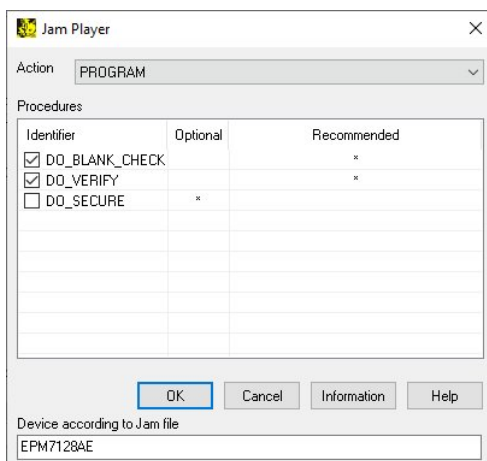 Jam Player
Action PROGRAM
Procedures
Identifier Optional Recommended
DO_BLANK_CHECK *
DO_VERIFY *
DO_SECURE *
OK Cancel Information Help
Device according to Jam file
EPM7128AE